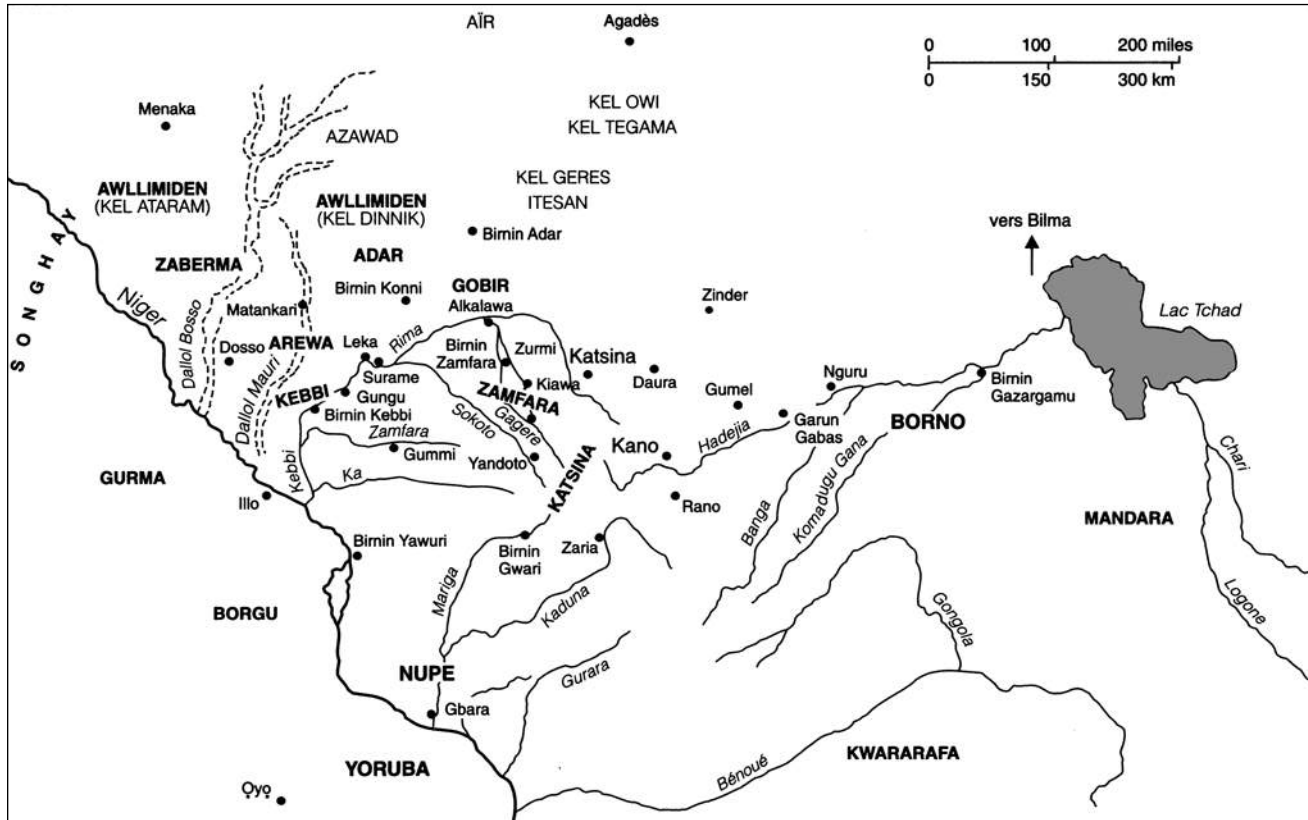 AÏR
Agadès
0 100 200 miles
0 150 300 km
Menaka
KEL OWI
KEL TEGAMA
AZAWAD
AWLLIMIDEN
(KEL ATARAM)
AWLLIMIDEN
(KEL DINNIK)
KEL GERES
ITESAN
SONGHAY
vers Bilma
Birnin Adar
ADAR
ZABERMA
Niger
Birnin Konni
GOBIR
Alkalawa
Zinder
Lac Tchad
Dallol Bosso
Matankari
Dosso
AREWA
Leka
Rima
Birnin
Zamfara
Zurmi
Katsina
Surame
Kiawa
Daura
Nguru
Birnin
Gazargamu
Dallol Mauri
KEBBI
Gungu
ZAMFARA
Gumel
Birnin Kebbi
Sokoto
Gagere
Garun
Gabas
BORNO
Zamfara
Gummi
Yandoto
Kano
Hadejia
Chari
GURMA
Kebbi
Ka
KATSINA
Illo
Rano
Banga
Komadugu Gana
MANDARA
Birnin Yawuri
Birnin
Gwari
Zaria
Mariga
Kaduna
Gongola
Logone
BORGU
NUPE
Gurara
Gbara
YORUBA
Bénoué
KWARARAFA
Ọyọ